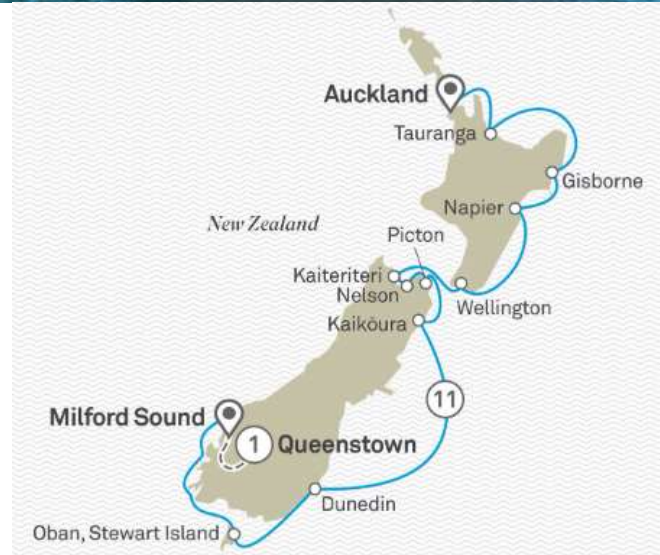 Auckland
Tauranga
Gisborne
Napier
New Zealand
Picton
Kaiteriteri
Nelson
Wellington
Kaikōura
11
Milford Sound
1 Queenstown
Dunedin
Oban, Stewart Island